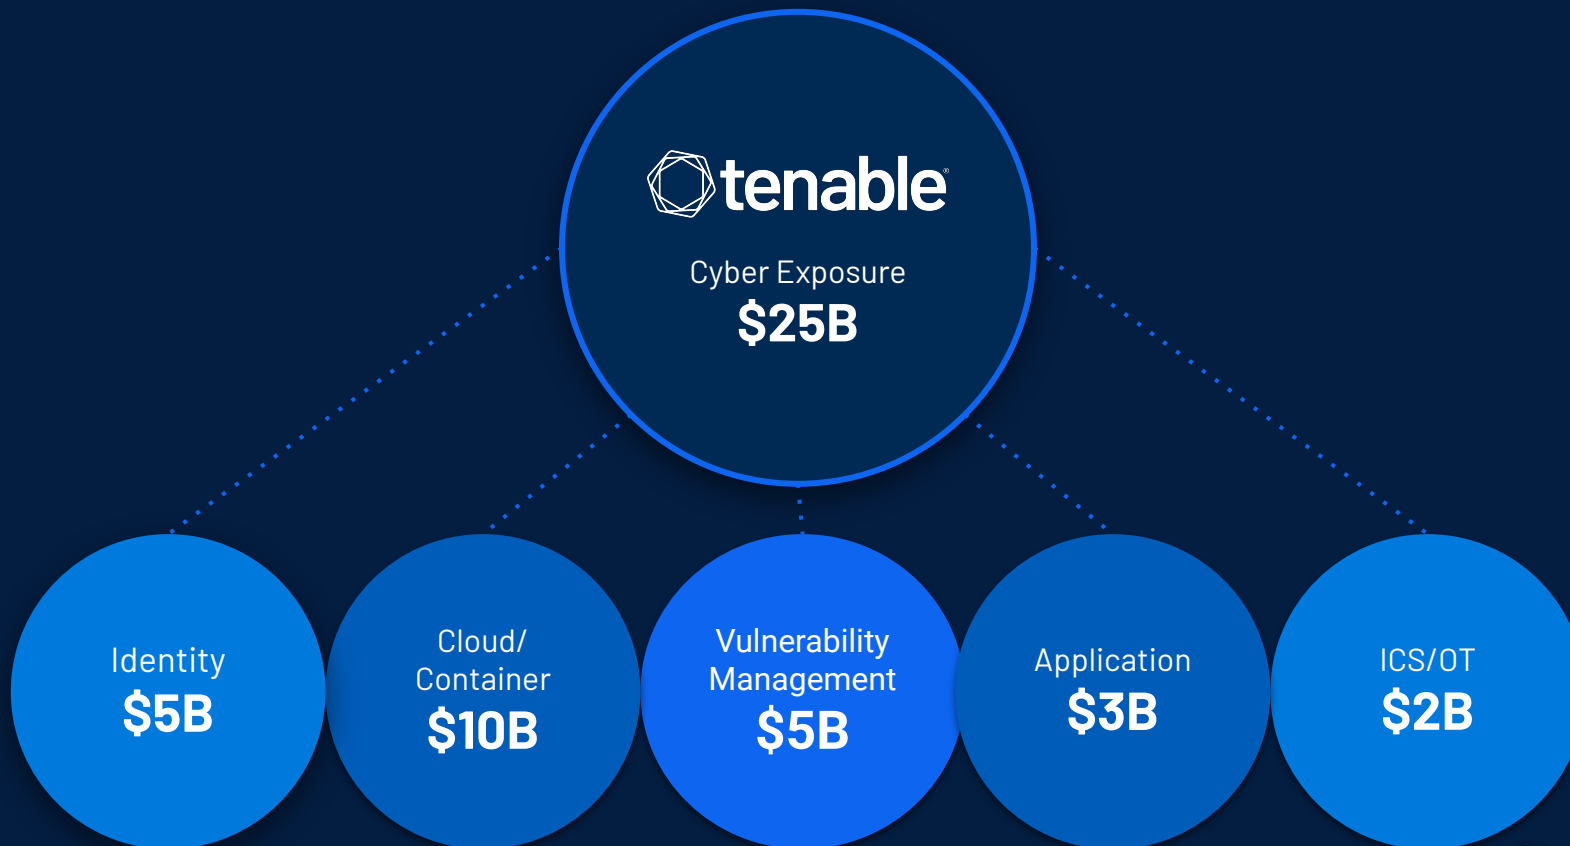 tenable®
Cyber Exposure
$25B
Identity
$5B
Cloud/
Container
$10B
Vulnerability
Management
$5B
Application
$3B
ICS/OT
$2B